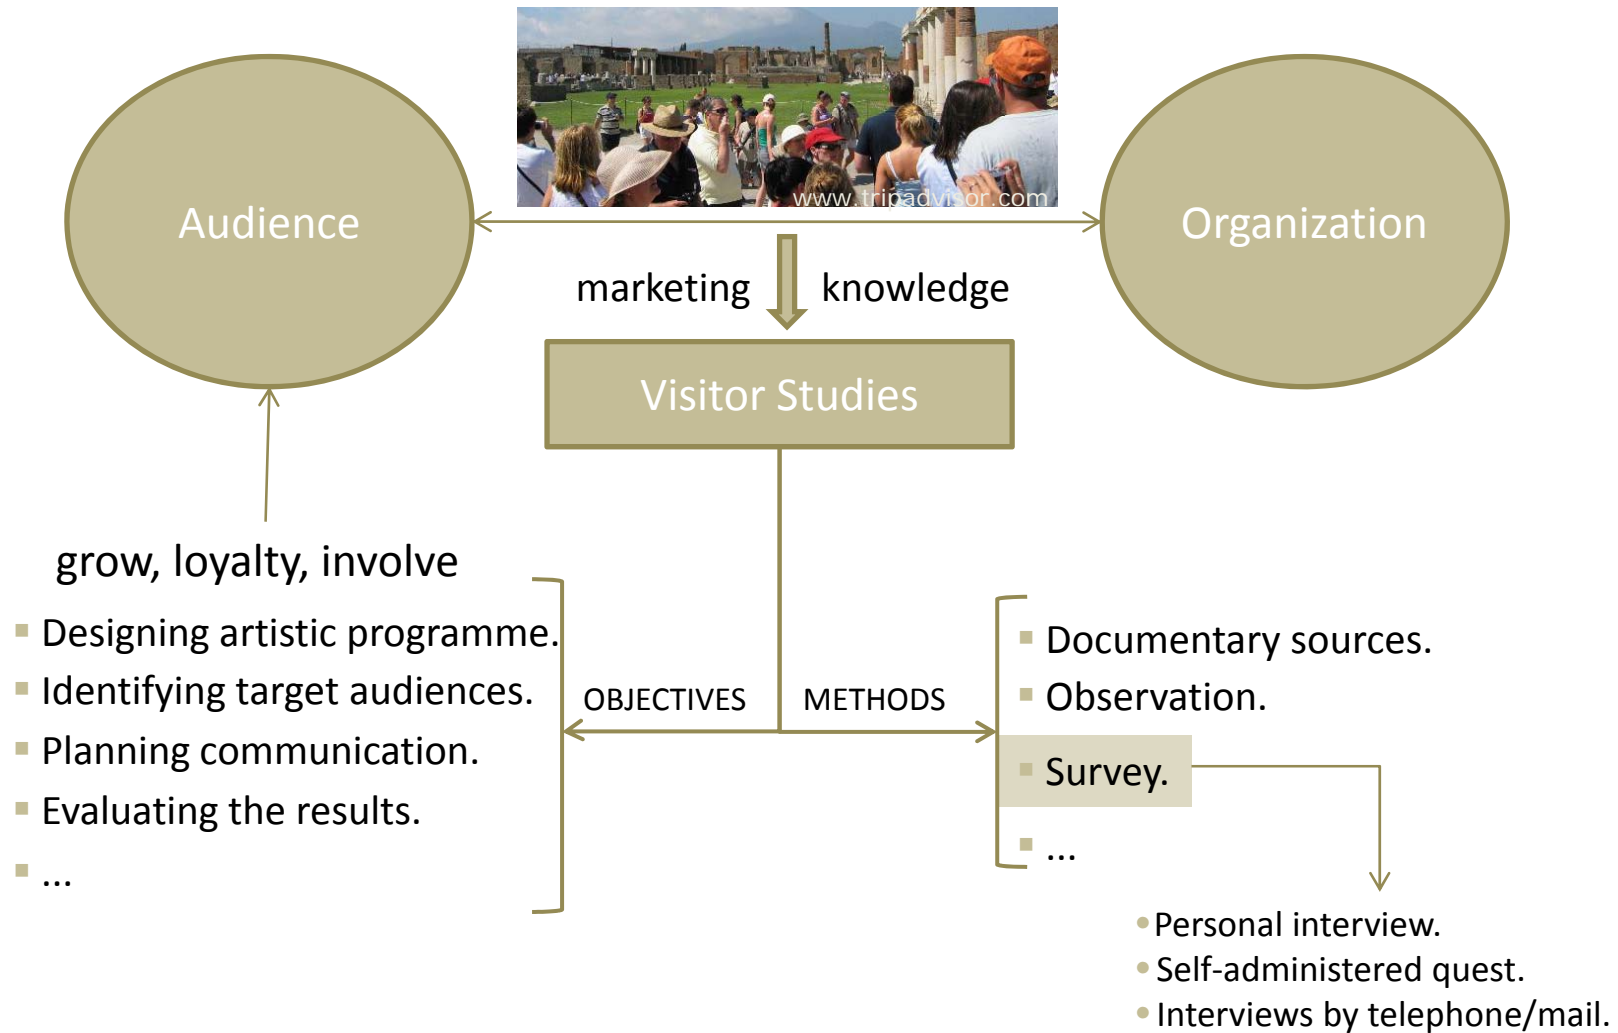 www.tripadvisor.com
Audience
Organization
marketing
knowledge
Visitor Studies
grow, loyalty, involve
Designing artistic programme.
Identifying target audiences.
Planning communication.
Evaluating the results.
...
OBJECTIVES
METHODS
Documentary sources.
Observation.
Survey.
...
Personal interview.
Self-administered quest.
Interviews by telephone/mail.